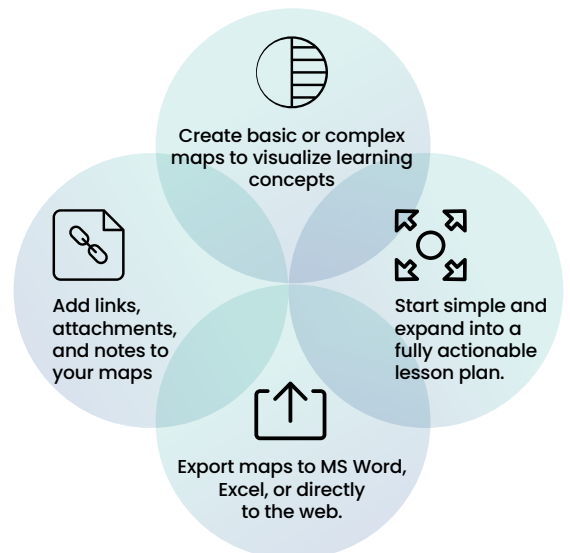 Create basic or complex
maps to visualize learning
concepts
Add links,
attachments,
and notes to
your maps
Start simple and
expand into a
fully actionable
lesson plan.
Export maps to MS Word,
Excel, or directly
to the web.